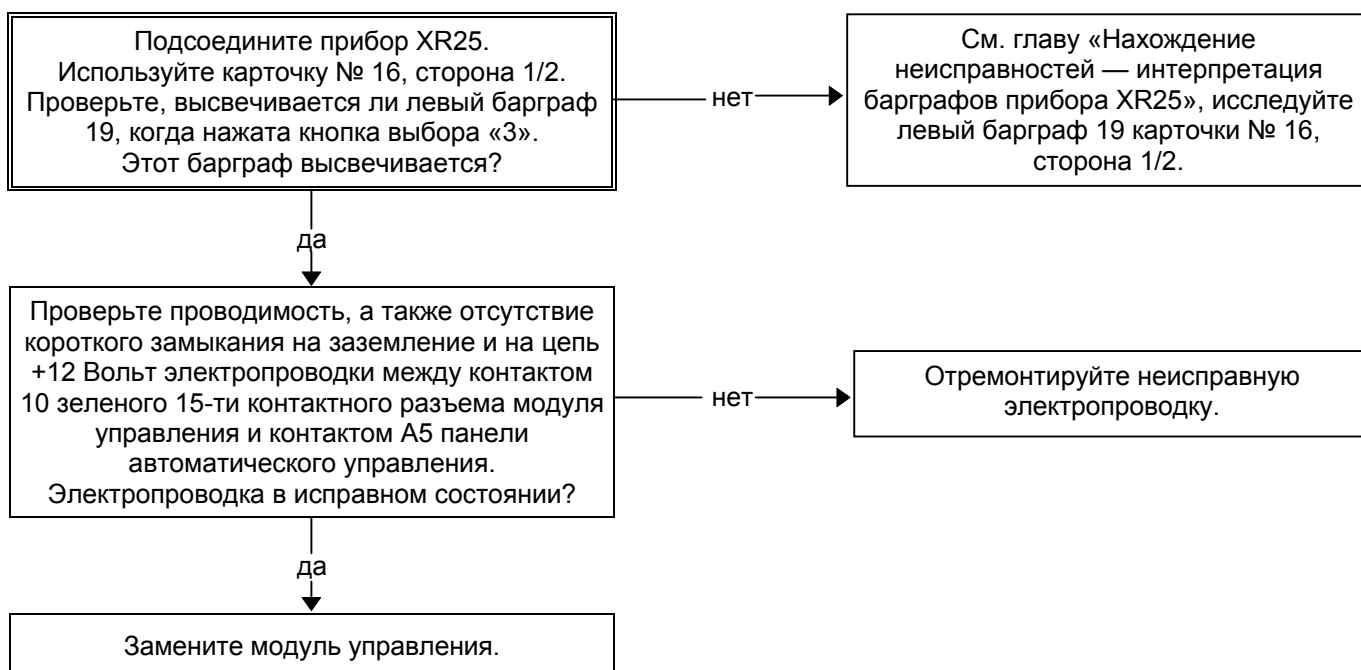 Подсоедините прибор XR25.
Используйте карточку № 16, сторона 1/2.
Проверьте, высвечивается ли левый барграф
19, когда нажата кнопка выбора «3».
Этот барграф высвечивается?
нет
См. главу «Нахождение
неисправностей — интерпретация
барграфов прибора XR25», исследуйте
левый барграф 19 карточки № 16,
сторона 1/2.
да
Проверьте проводимость, а также отсутствие
короткого замыкания на заземление и на цепь
+12 Вольт электропроводки между контактом
10 зеленого 15-ти контактного разъема модуля
управления и контактом А5 панели
автоматического управления.
Электропроводка в исправном состоянии?
нет
Отремонтируйте неисправную
электропроводку.
да
Замените модуль управления.